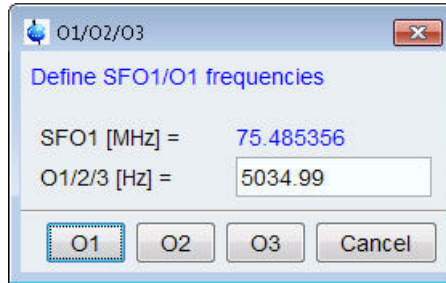 O1/O2/O3
Define SFO1/O1 frequencies
SFO1 [MHz] = 75.485356
O1/2/3 [Hz] = 5034.99
O1 O2 O3 Cancel